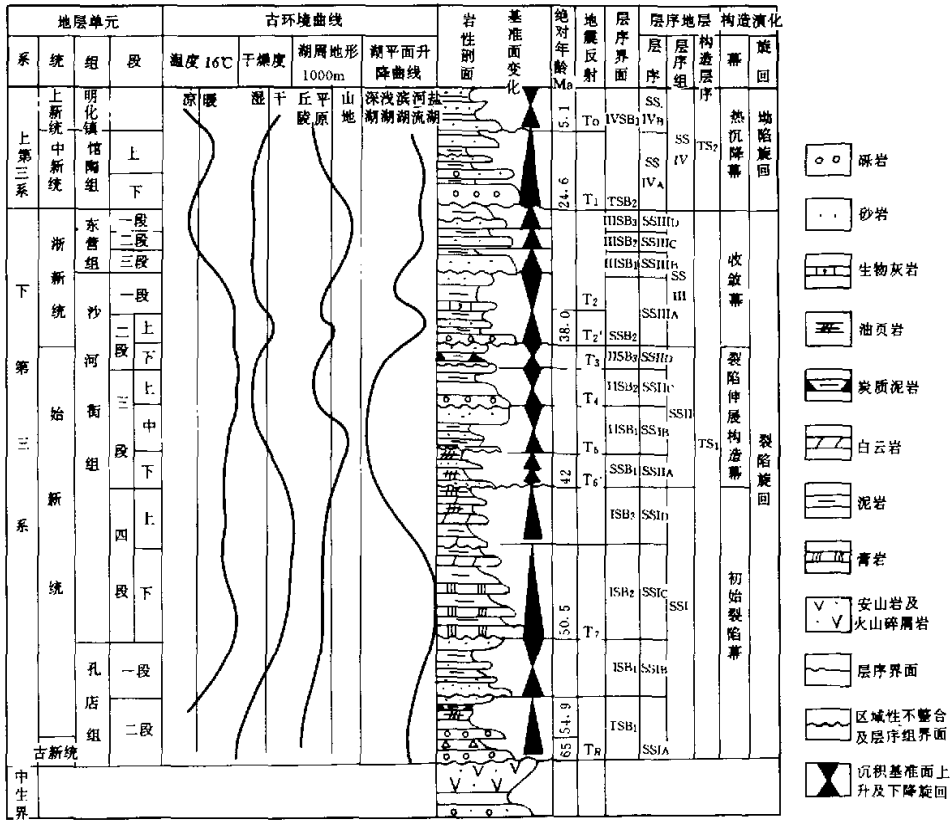 地层单元
古环境曲线
岩性剖面
基准面变化
绝对年龄Ma
地震反射
层序界面
层序地层
构造演化
系
统
组
段
温度 16℃
干燥度
湖周地形
1000m
湖平面升
降曲线
层序
层序组
构造层序
幕
旋回
凉 暖
湿 干
丘陵 平原 山地
深湖 浅湖 滨湖 河流 盐湖
上第三系
上新统
明化镇
中新统
馆陶组
上
下
下第三系
渐新统
东营组
一段
二段
三段
沙河街组
一段
二段
上
下
始新统
三段
上
中
下
四段
上
下
孔店组
一段
二段
古新统
中生界
5.1
24.6
38.0
42
50.5
54.9
65
T0
T1
T2
T2'
T3
T4
T5
T6'
T7
TR
IVSB1
TSB2
IIISB3
IIISB2
IIISB1
SSB2
IISB3
IISB2
IISB1
SSB1
ISB3
ISB2
ISB1
ISB1
SS
IVB
SS
IVA
SSIIID
SSIIIC
SSIIIB
SSIIIA
SSIID
SSIIC
SSIIB
SSIIA
SSID
SSIC
SSIB
SSIA
SS
IV
SS
III
SSII
SSI
TS2
TS1
热沉降幕
收敛幕
裂陷伸展构造幕
初始裂陷幕
坳陷旋回
裂陷旋回
砾岩
砂岩
生物灰岩
油页岩
炭质泥岩
白云岩
泥岩
膏岩
安山岩及
火山碎屑岩
层序界面
区域性不整合
及层序组界面
沉积基准面上
升及下降旋回